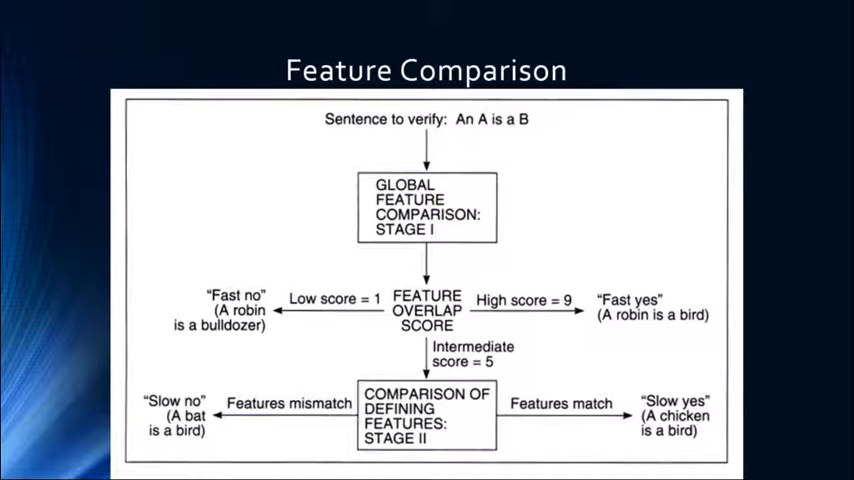 Feature Comparison
Sentence to verify: An A is a B
GLOBAL
FEATURE
COMPARISON:
STAGE I
"Fast no"
(A robin
is a bulldozer)
Low score = 1
FEATURE
OVERLAP
SCORE
High score = 9
"Fast yes"
(A robin is a bird)
Intermediate
score = 5
"Slow no"
(A bat
is a bird)
Features mismatch
COMPARISON OF
DEFINING
FEATURES:
STAGE II
Features match
"Slow yes"
(A chicken
is a bird)